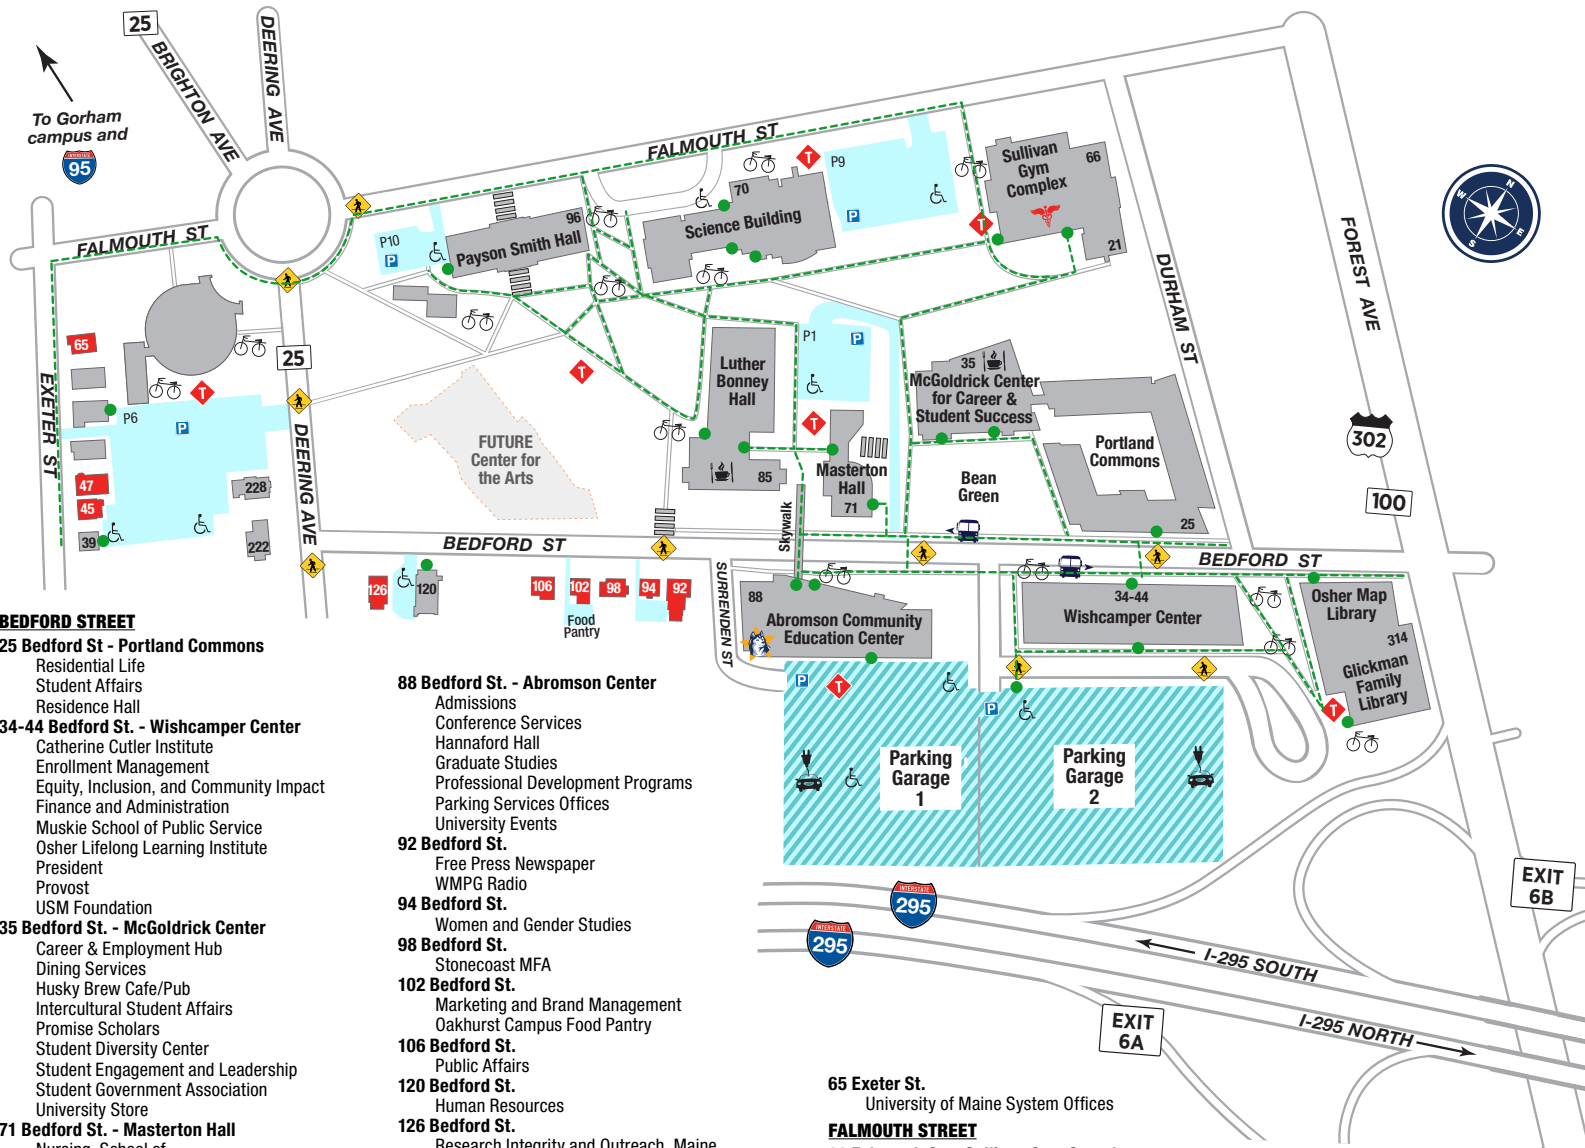 25
BRIGHTON AVE
DEERING AVE
To Gorham
campus and
INTERSTATE
95
FALMOUTH ST
FALMOUTH ST
EXETER ST
DEERING AVE
25
DURHAM ST
FOREST AVE
N
E
S
W
302
100
P10
P
96
Payson Smith Hall
70
Science Building
T
P9
P
Sullivan
Gym
Complex
66
21
T
65
T
P6
P
47
45
39
228
222
T
FUTURE
Center for
the Arts
Luther
Bonney
Hall
85
P1
P
T
Masterton
Hall
71
Skywalk
35
McGoldrick Center
for Career &
Student Success
Bean
Green
Portland
Commons
25
BEDFORD ST
BEDFORD ST
SURRENDEN ST
126
120
106
102
98
94
92
Food
Pantry
88
Abromson Community
Education Center
34-44
Wishcamper Center
Osher Map
Library
314
Glickman
Family
Library
T
P
T
P
Parking
Garage
1
Parking
Garage
2
INTERSTATE
295
INTERSTATE
295
I-295 SOUTH
I-295 NORTH
EXIT
6B
EXIT
6A
BEDFORD STREET
25 Bedford St - Portland Commons
Residential Life
Student Affairs
Residence Hall
34-44 Bedford St. - Wishcamper Center
Catherine Cutler Institute
Enrollment Management
Equity, Inclusion, and Community Impact
Finance and Administration
Muskie School of Public Service
Osher Lifelong Learning Institute
President
Provost
USM Foundation
35 Bedford St. - McGoldrick Center
Career & Employment Hub
Dining Services
Husky Brew Cafe/Pub
Intercultural Student Affairs
Promise Scholars
Student Diversity Center
Student Engagement and Leadership
Student Government Association
University Store
71 Bedford St. - Masterton Hall
Nursing, School of
88 Bedford St. - Abromson Center
Admissions
Conference Services
Hannaford Hall
Graduate Studies
Professional Development Programs
Parking Services Offices
University Events
92 Bedford St.
Free Press Newspaper
WMPG Radio
94 Bedford St.
Women and Gender Studies
98 Bedford St.
Stonecoast MFA
102 Bedford St.
Marketing and Brand Management
Oakhurst Campus Food Pantry
106 Bedford St.
Public Affairs
120 Bedford St.
Human Resources
126 Bedford St.
Research Integrity and Outreach, Maine
65 Exeter St.
University of Maine System Offices
FALMOUTH STREET